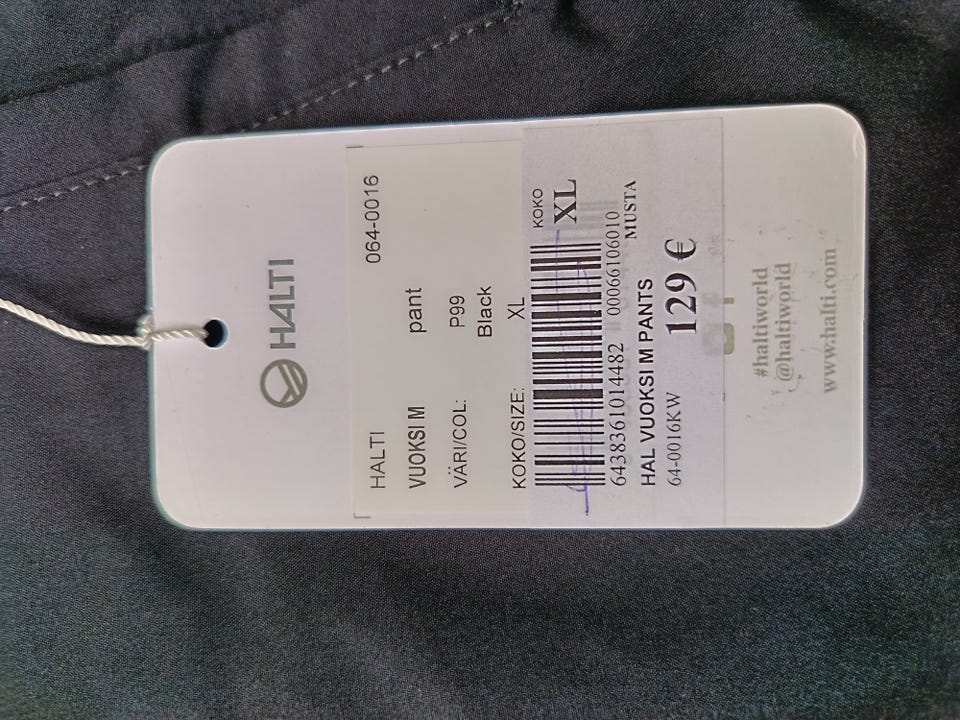 HALTI
HALTI 064-0016
VUOKSI M pant
VÄRI/COL: P99
Black
KOKO/SIZE: XL
KOKO
XL
6438361014482 00066106010
HAL VUOKSI M PANTS MUSTA
64-0016KW 129 €
#haltiworld
@haltiworld
www.halti.com